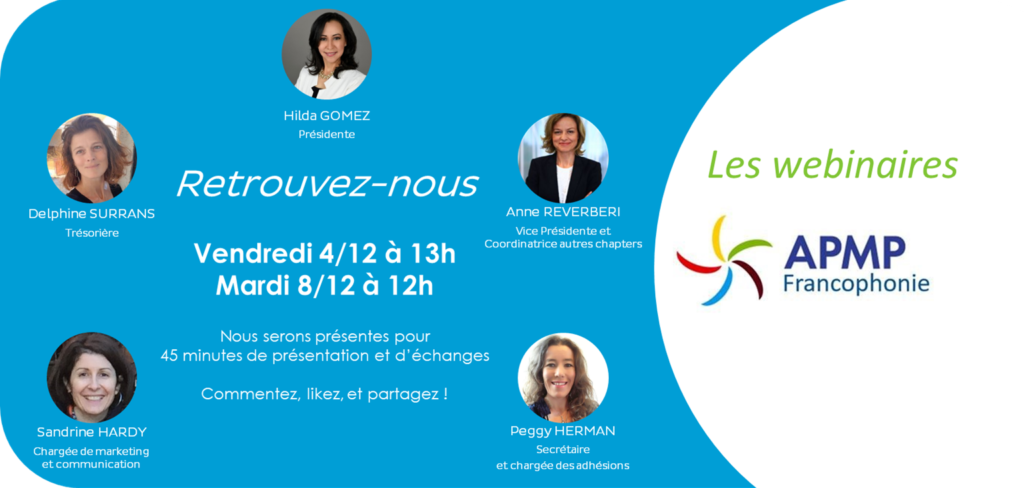 Hilda GOMEZ
Présidente
Delphine SURRANS
Trésorière
Retrouvez-nous
Anne REVERBERI
Vice Présidente et
Coordinatrice autres chapters
Vendredi 4/12 à 13h
Mardi 8/12 à 12h
Nous serons présentes pour
45 minutes de présentation et d’échanges
Commentez, likez, et partagez !
Sandrine HARDY
Chargée de marketing
et communication
Peggy HERMAN
Secrétaire
et chargée des adhésions
Les webinaires
APMP
Francophonie